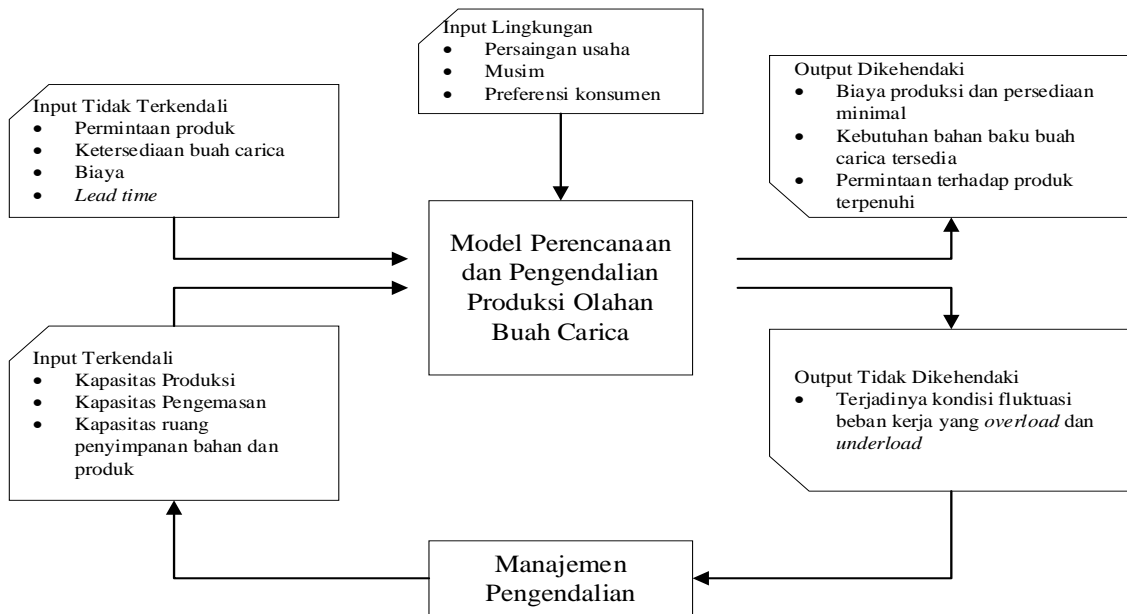 Input Lingkungan
• Persaingan usaha
• Musim
• Preferensi konsumen
Input Tidak Terkendali
• Permintaan produk
• Ketersediaan buah carica
• Biaya
• Lead time
Output Dikehendaki
• Biaya produksi dan persediaan
minimal
• Kebutuhan bahan baku buah
carica tersedia
• Permintaan terhadap produk
terpenuhi
Model Perencanaan
dan Pengendalian
Produksi Olahan
Buah Carica
Input Terkendali
• Kapasitas Produksi
• Kapasitas Pengemasan
• Kapasitas ruang
penyimpanan bahan dan
produk
Output Tidak Dikehendaki
• Terjadinya kondisi fluktuasi
beban kerja yang overload dan
underload
Manajemen
Pengendalian